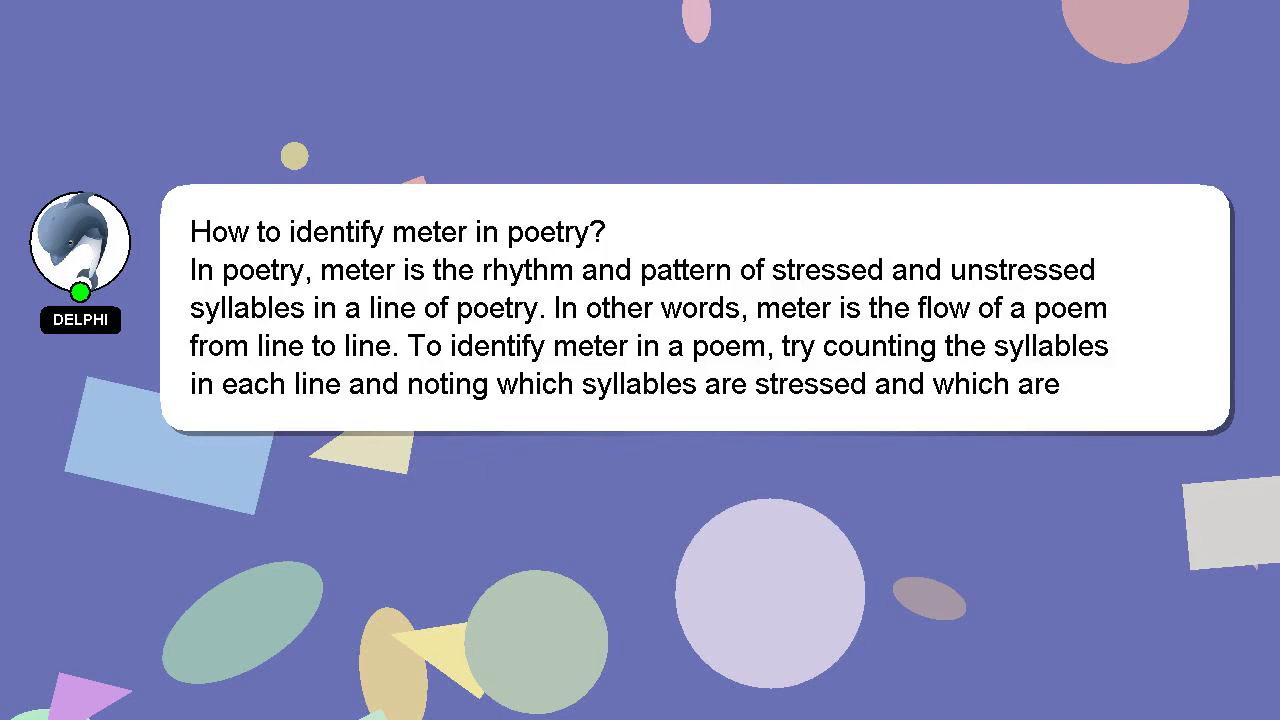 How to identify meter in poetry?
In poetry, meter is the rhythm and pattern of stressed and unstressed
syllables in a line of poetry. In other words, meter is the flow of a poem
from line to line. To identify meter in a poem, try counting the syllables
in each line and noting which syllables are stressed and which are
DELPHI